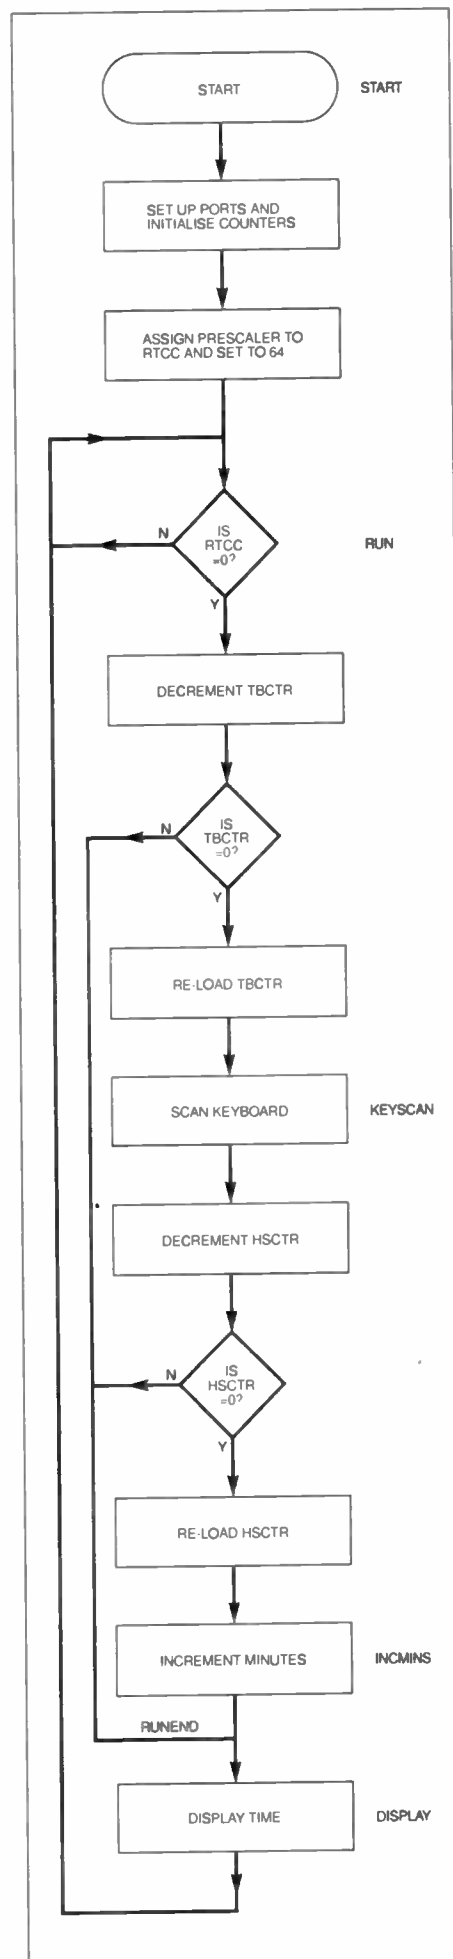 START
START
SET UP PORTS AND
INITIALISE COUNTERS
ASSIGN PRESCALER TO
RTCC AND SET TO 64
IS
RTCC
=0?
N
RUN
Y
DECREMENT TBCTR
IS
TBCTR
=0?
N
Y
RE-LOAD TBCTR
SCAN KEYBOARD
KEYSCAN
DECREMENT HSCTR
IS
HSCTR
=0?
N
Y
RE-LOAD HSCTR
INCREMENT MINUTES
INCMINS
RUNEND
DISPLAY TIME
DISPLAY